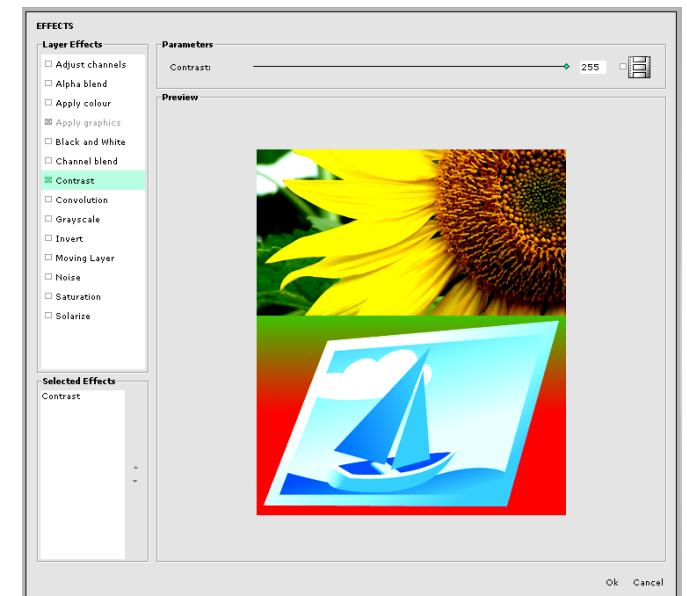 EFFECTS
Layer Effects
Adjust channels
Alpha blend
Apply colour
Apply graphics
Black and White
Channel blend
Contrast
Convolution
Grayscale
Invert
Moving Layer
Noise
Saturation
Solarize
Selected Effects
Contrast
Parameters
Contrast: 255
Preview
Ok Cancel